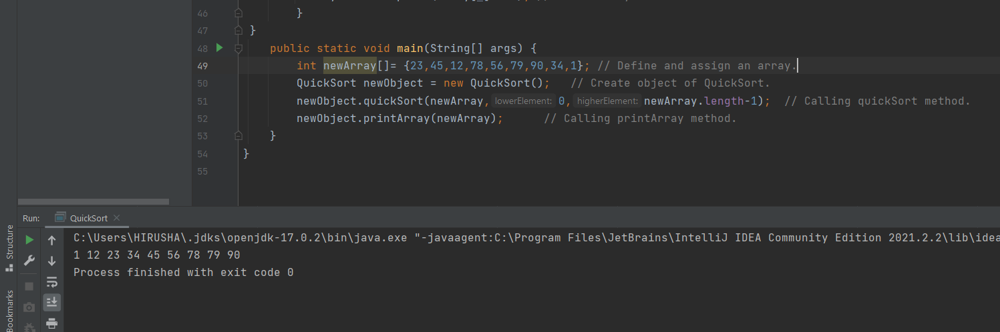 46 }
47 }
48 public static void main(String[] args) {
49 int newArray[]= {23,45,12,78,56,79,90,34,1}; // Define and assign an array.
50 QuickSort newObject = new QuickSort(); // Create object of QuickSort.
51 newObject.quickSort(newArray, lowerElement: 0, higherElement: newArray.length-1); // Calling quickSort method.
52 newObject.printArray(newArray); // Calling printArray method.
53 }
54 }
55
Run: QuickSort
Structure
Bookmarks
C:\Users\HIRUSHA\.jdks\openjdk-17.0.2\bin\java.exe "-javaagent:C:\Program Files\JetBrains\IntelliJ IDEA Community Edition 2021.2.2\lib\idea
1 12 23 34 45 56 78 79 90
Process finished with exit code 0